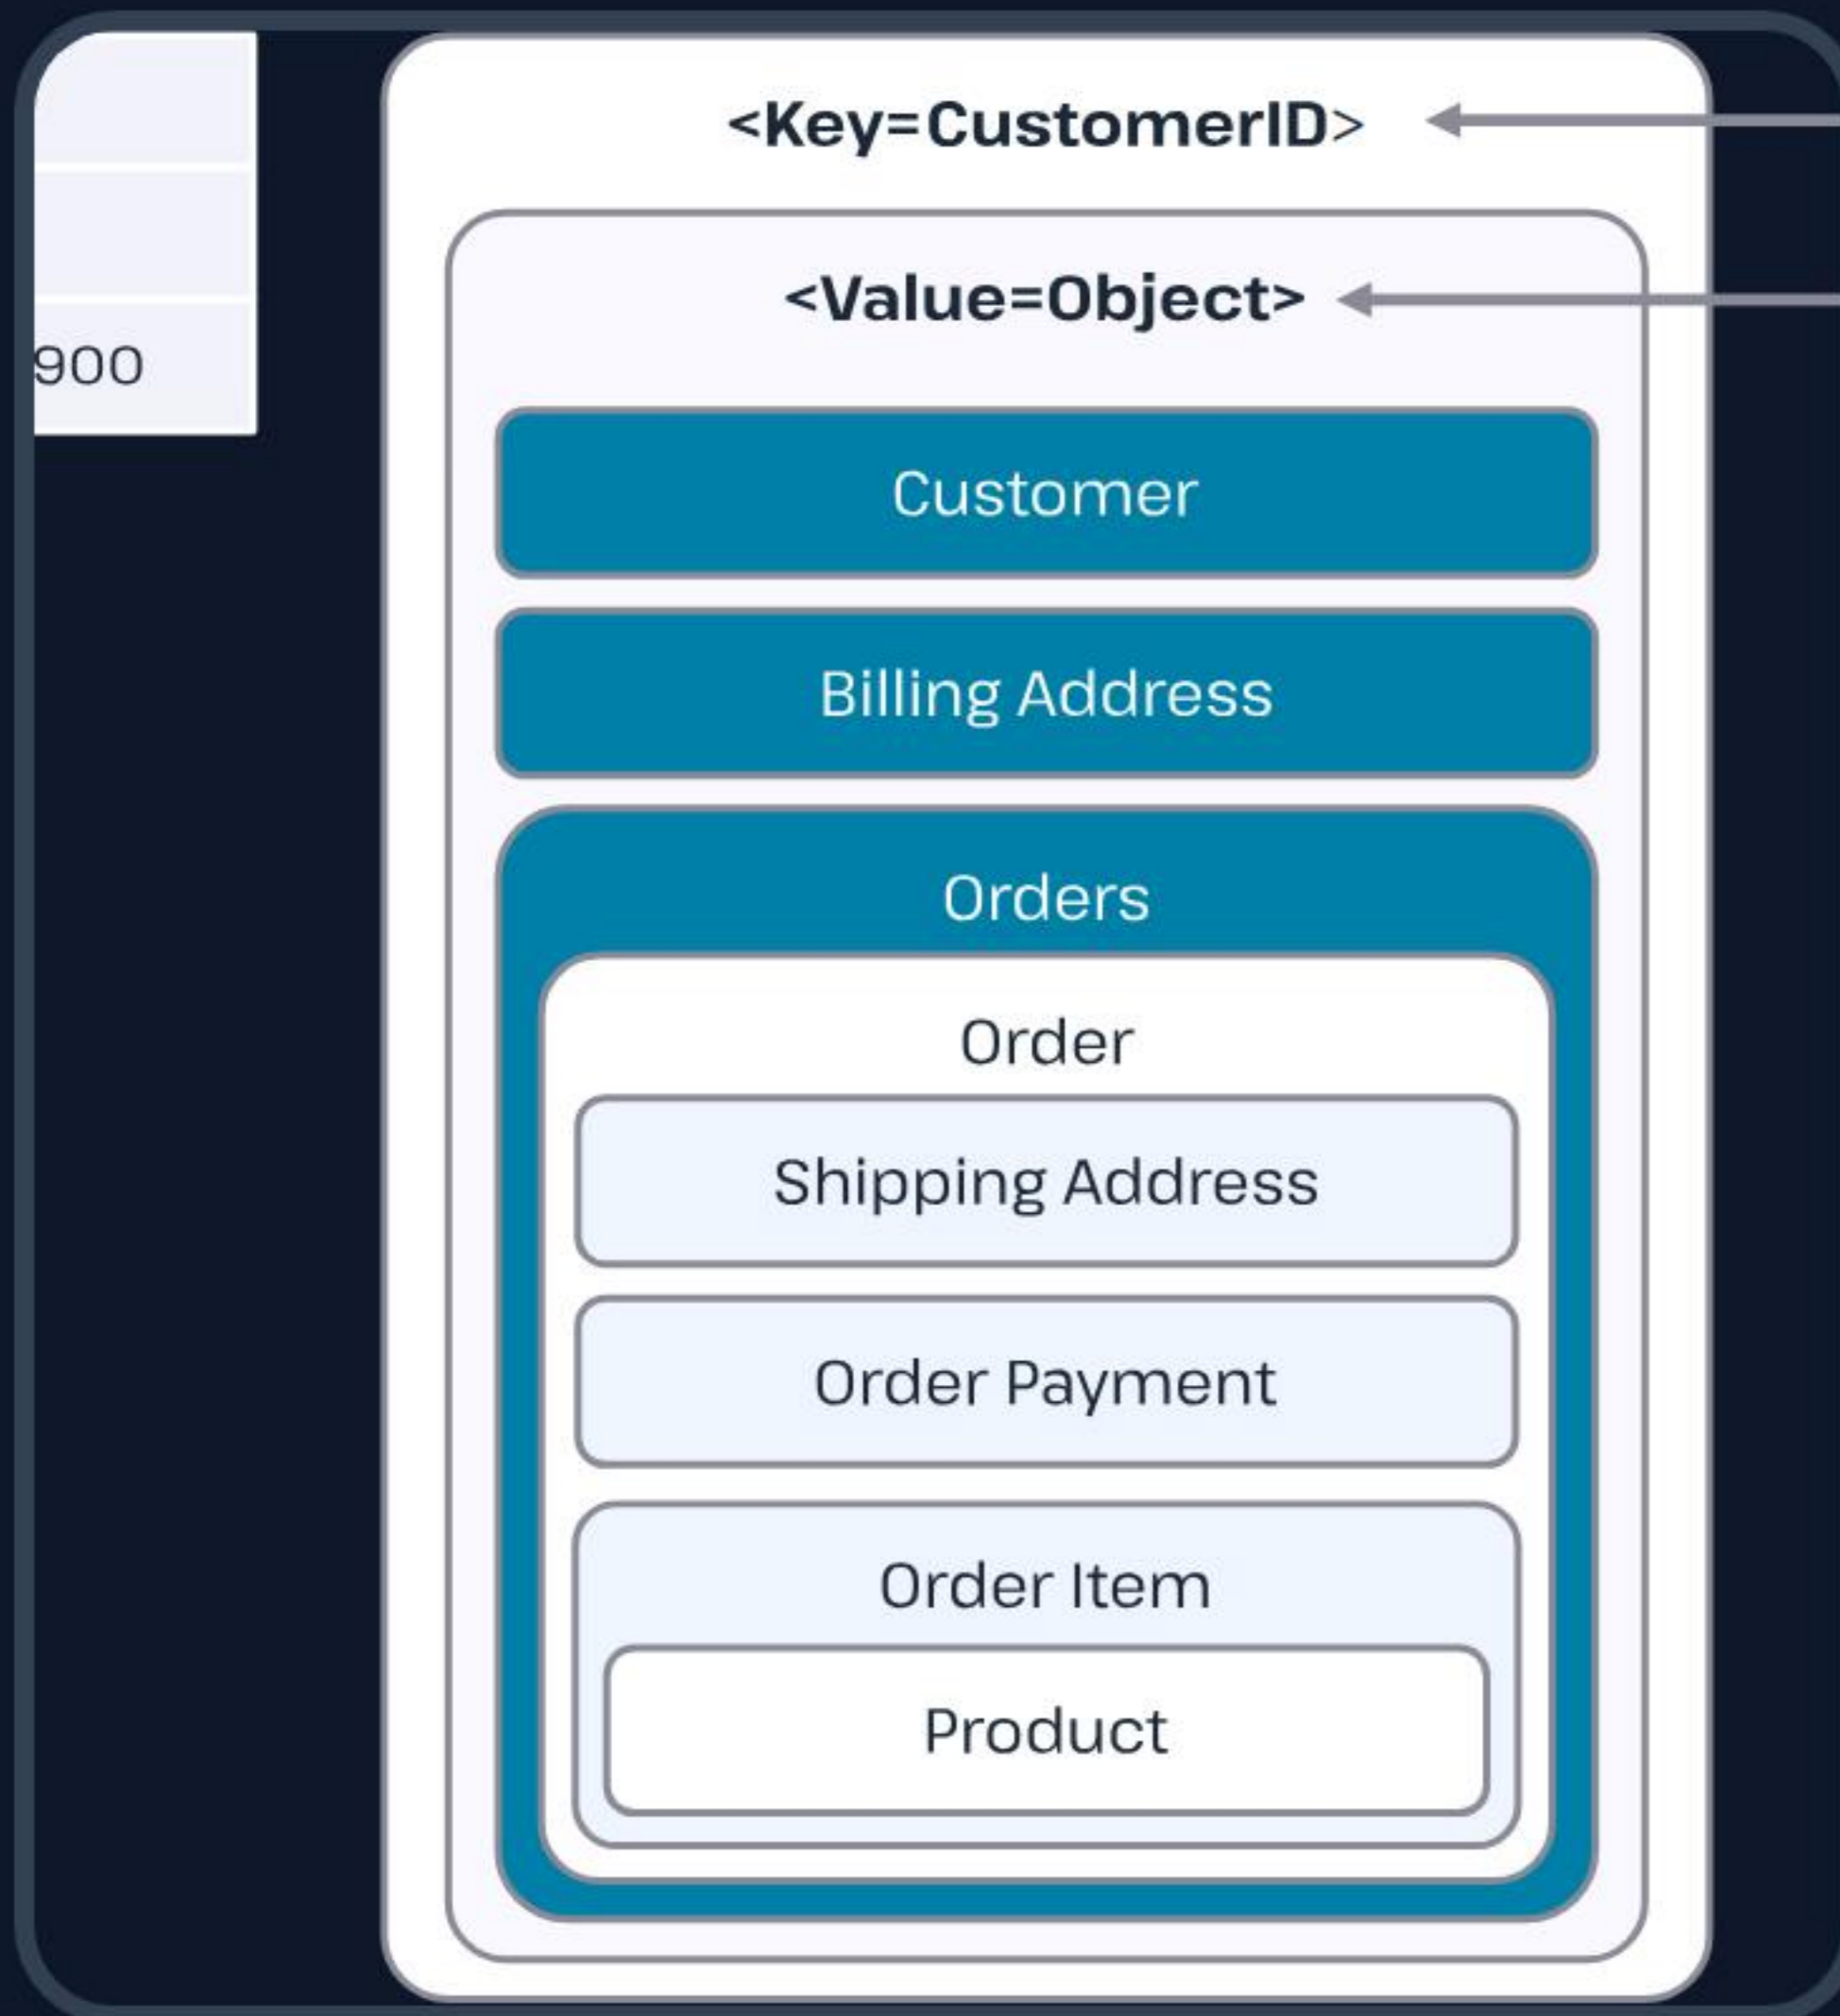 900
<Key=CustomerID>
<Value=Object>
Customer
Billing Address
Orders
Order
Shipping Address
Order Payment
Order Item
Product